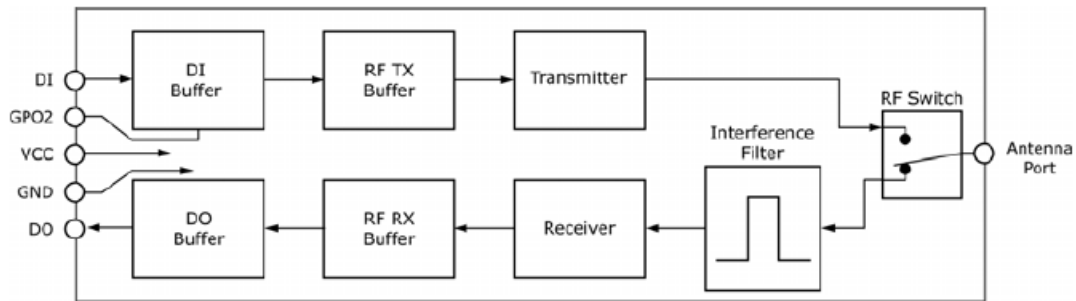 DI
GPO2
VCC
GND
DO
DI
Buffer
RF TX
Buffer
Transmitter
RF Switch
Antenna
Port
Interference
Filter
DO
Buffer
RF RX
Buffer
Receiver